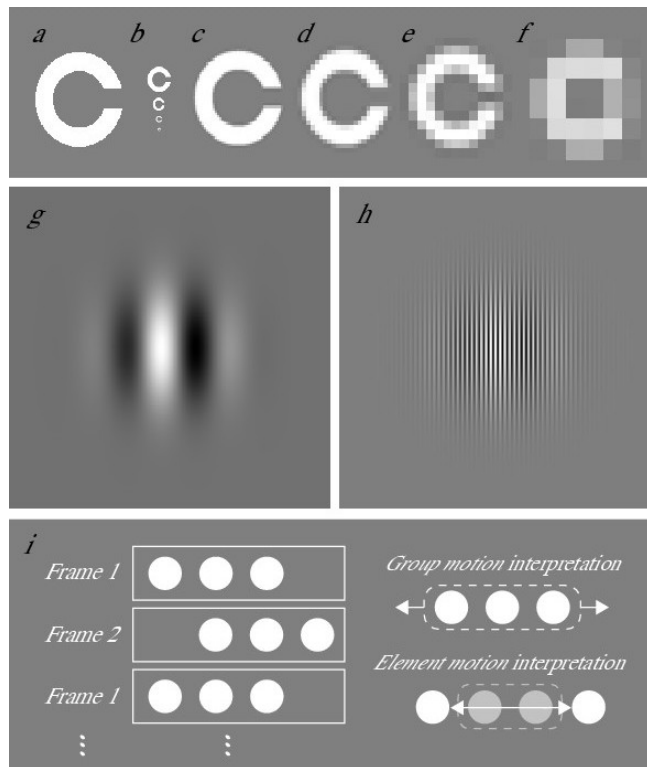 a b c d e f
g h
i
Frame 1
Frame 2
Frame 1
Group motion interpretation
Element motion interpretation